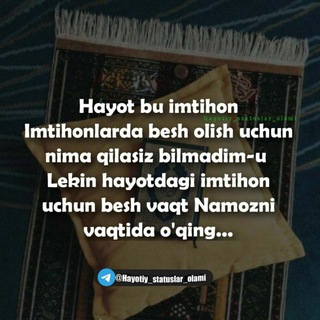 Hayot bu imtihon
hayotiy_statuslar_olami
Imtihonlarda besh olish uchun
nima qilasiz bilmadim-u
Lekin hayotdagi imtihon
uchun besh vaqt Namozni
vaqtida o'qing...
@Hayotiy_statuslar_olami